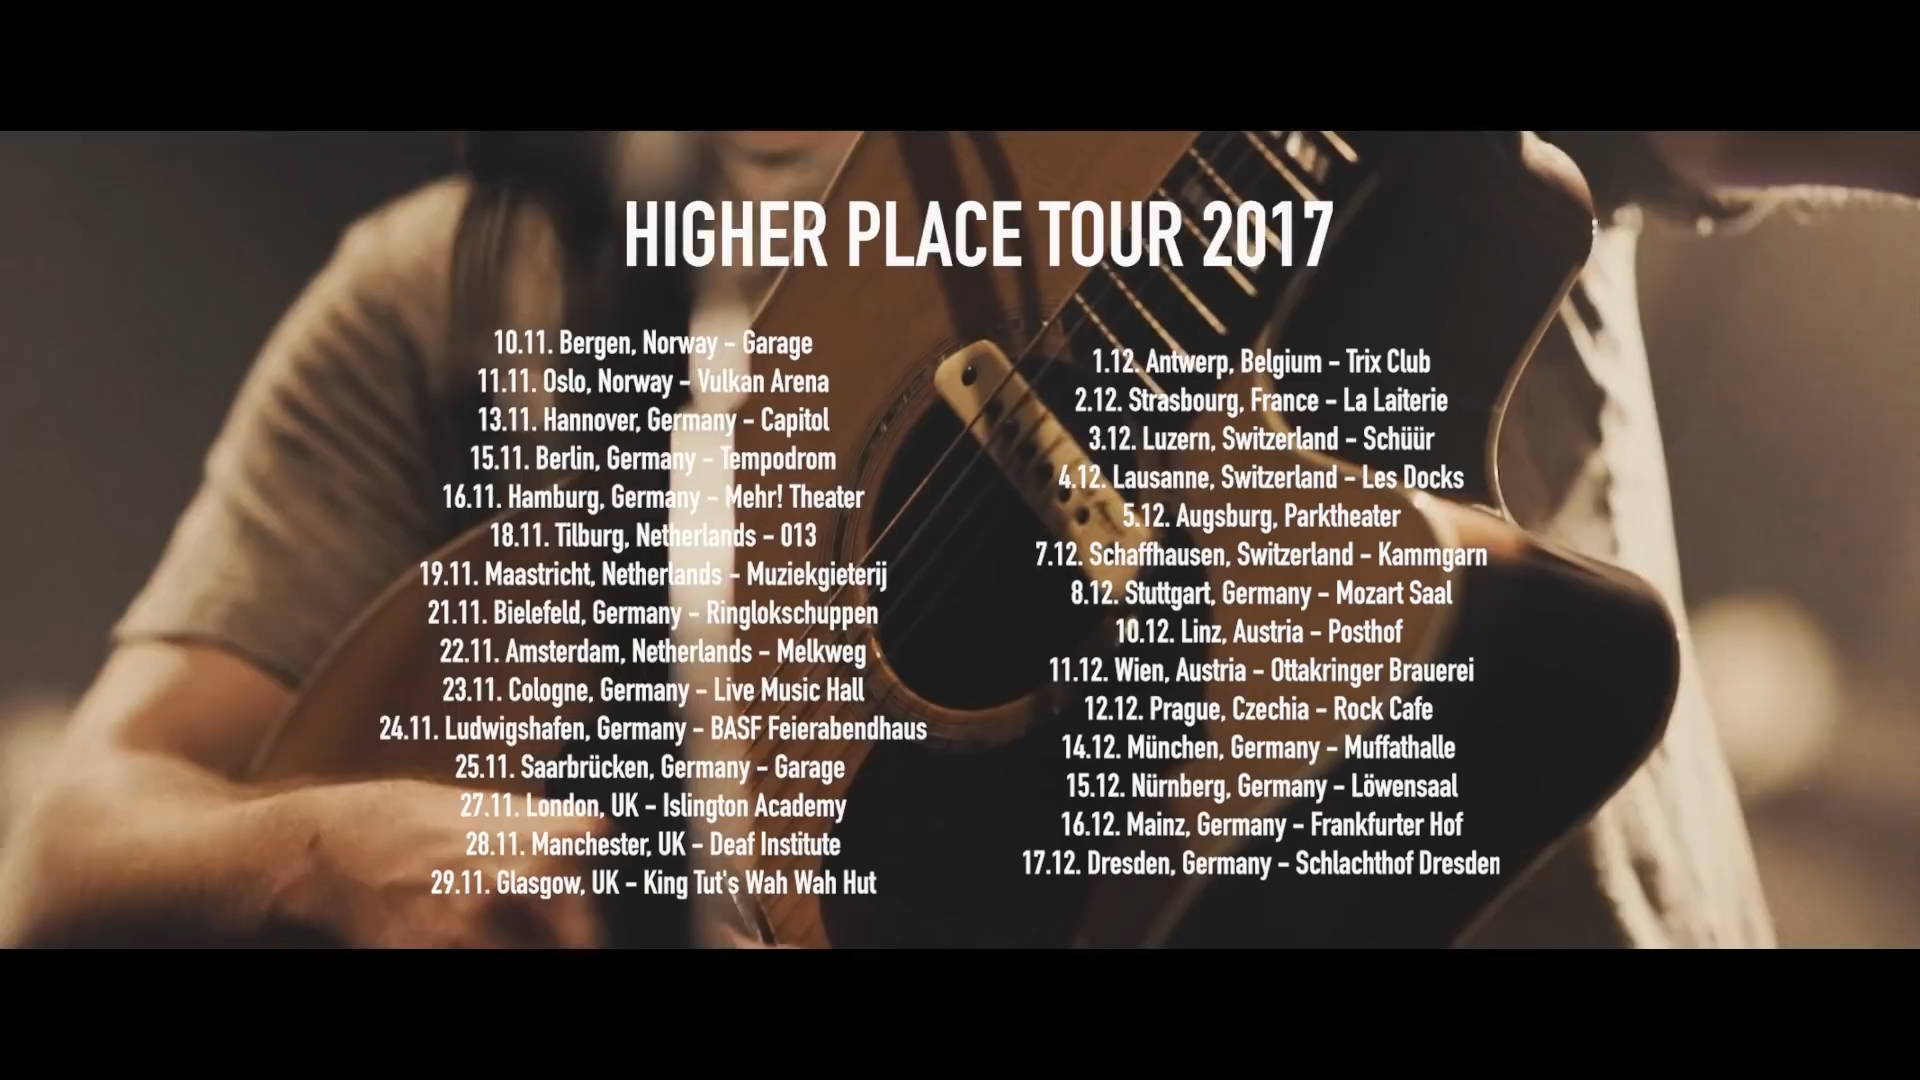 HIGHER PLACE TOUR 2017
10.11. Bergen, Norway – Garage
11.11. Oslo, Norway – Vulkan Arena
13.11. Hannover, Germany – Capitol
15.11. Berlin, Germany – Tempodrom
16.11. Hamburg, Germany – Mehr! Theater
18.11. Tilburg, Netherlands – 013
19.11. Maastricht, Netherlands – Muziekgieterij
21.11. Bielefeld, Germany – Ringlokschuppen
22.11. Amsterdam, Netherlands – Melkweg
23.11. Cologne, Germany – Live Music Hall
24.11. Ludwigshafen, Germany – BASF Feierabendhaus
25.11. Saarbrücken, Germany – Garage
27.11. London, UK – Islington Academy
28.11. Manchester, UK – Deaf Institute
29.11. Glasgow, UK – King Tut's Wah Wah Hut
1.12. Antwerp, Belgium – Trix Club
2.12. Strasbourg, France – La Laiterie
3.12. Luzern, Switzerland – Schüür
4.12. Lausanne, Switzerland – Les Docks
5.12. Augsburg, Parktheater
7.12. Schaffhausen, Switzerland – Kammgarn
8.12. Stuttgart, Germany – Mozart Saal
10.12. Linz, Austria – Posthof
11.12. Wien, Austria – Ottakringer Brauerei
12.12. Prague, Czechia – Rock Cafe
14.12. München, Germany – Muffathalle
15.12. Nürnberg, Germany – Löwensaal
16.12. Mainz, Germany – Frankfurter Hof
17.12. Dresden, Germany – Schlachthof Dresden